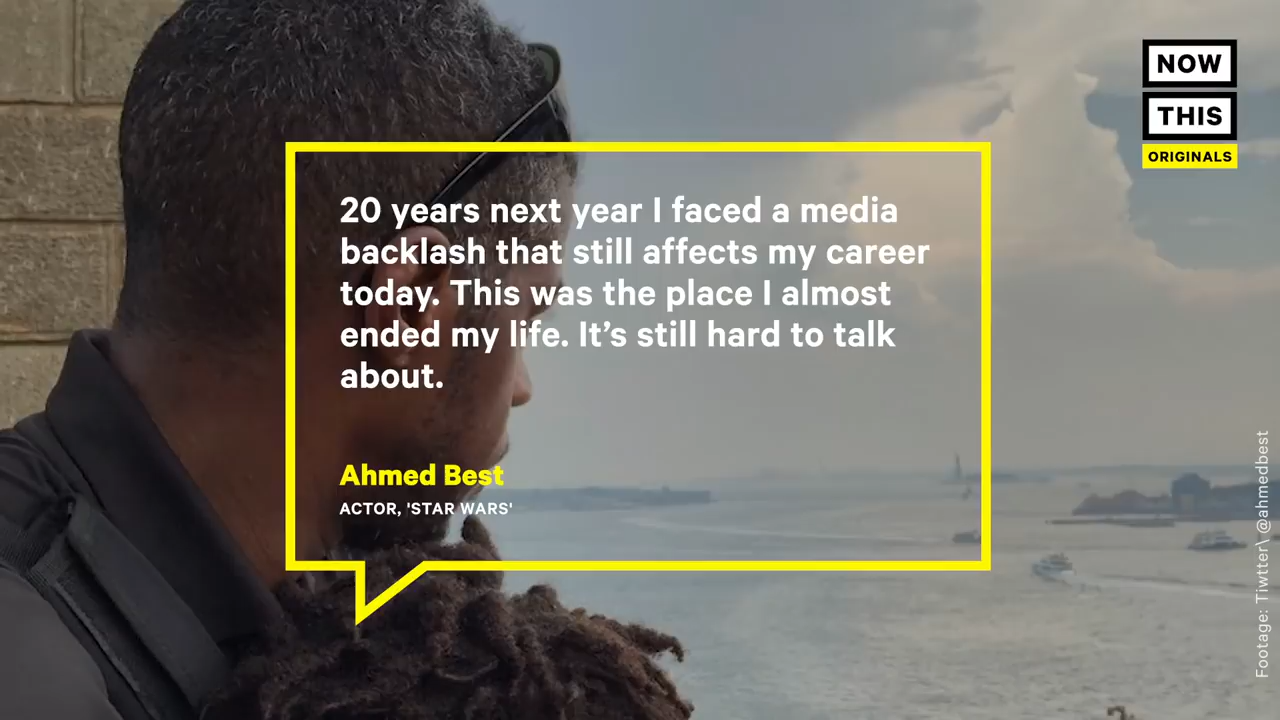 NOW
THIS
ORIGINALS
20 years next year I faced a media
backlash that still affects my career
today. This was the place I almost
ended my life. It’s still hard to talk
about.
Ahmed Best
ACTOR, 'STAR WARS'
Footage: Tiwtter\ @ahmedbest